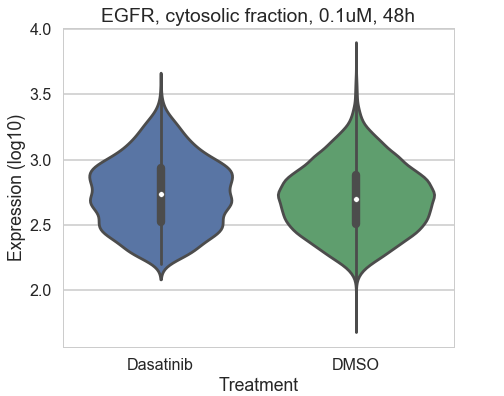 EGFR, cytosolic fraction, 0.1uM, 48h
4.0
3.5
3.0
2.5
2.0
Expression (log10)
Dasatinib DMSO
Treatment